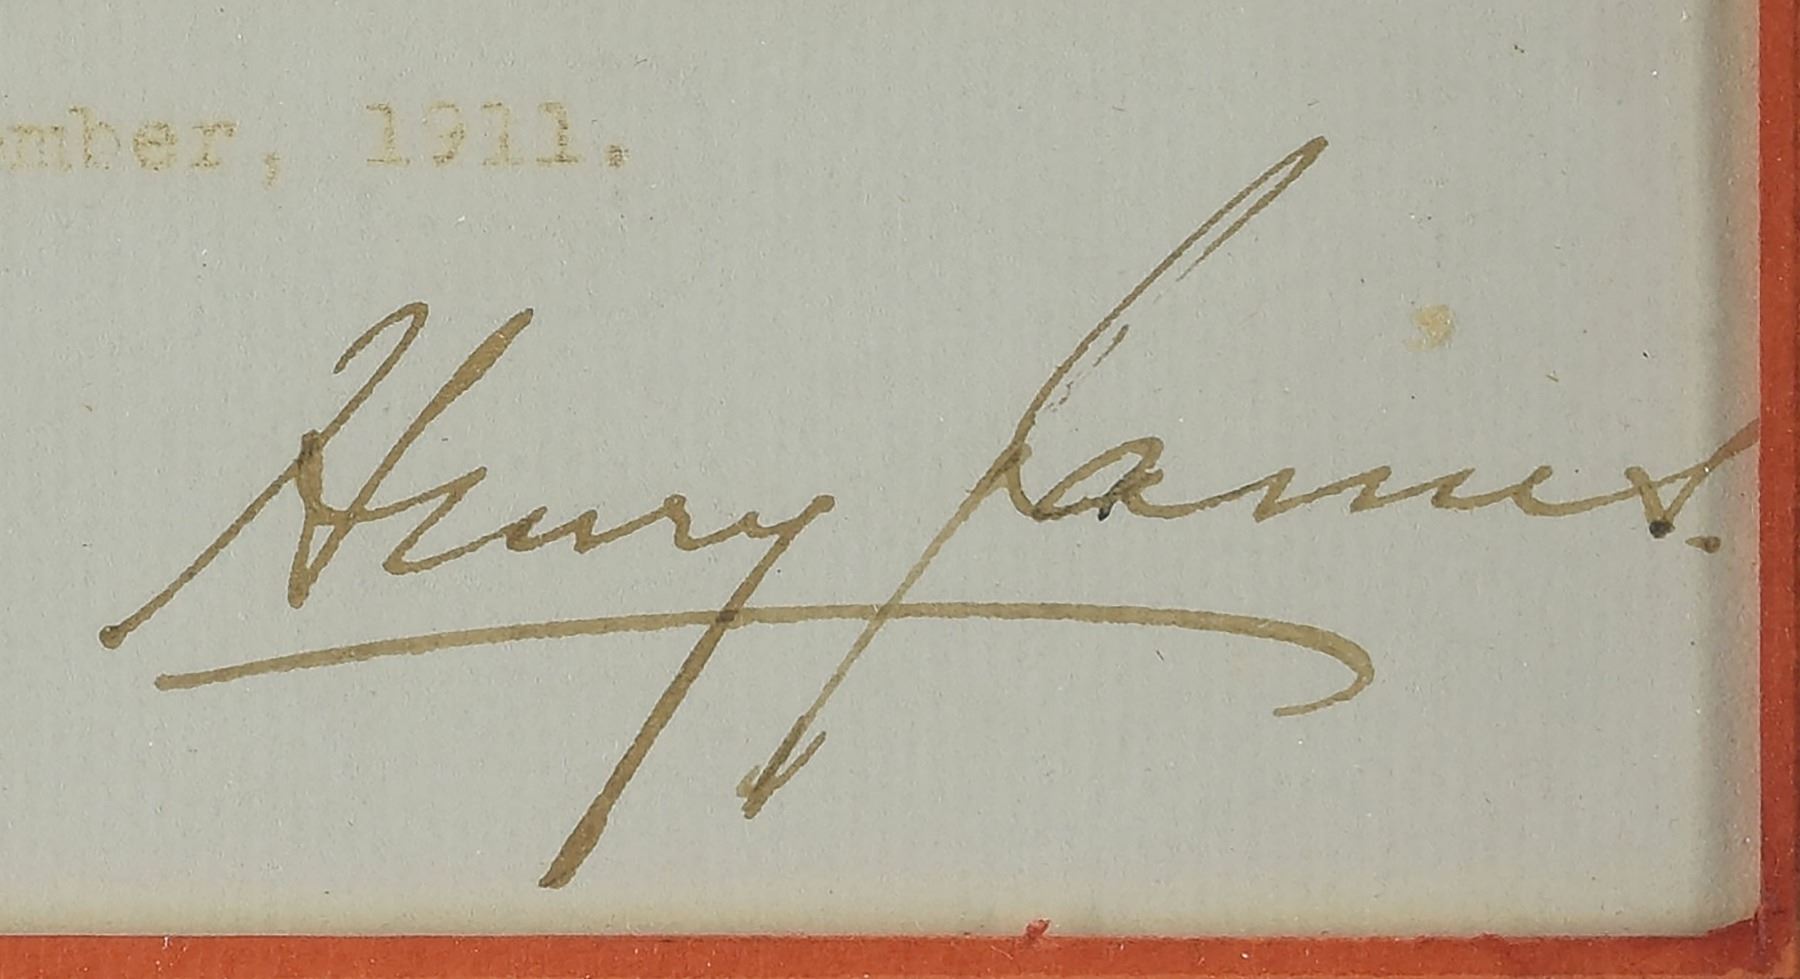 mber, 1911.
Henry James.